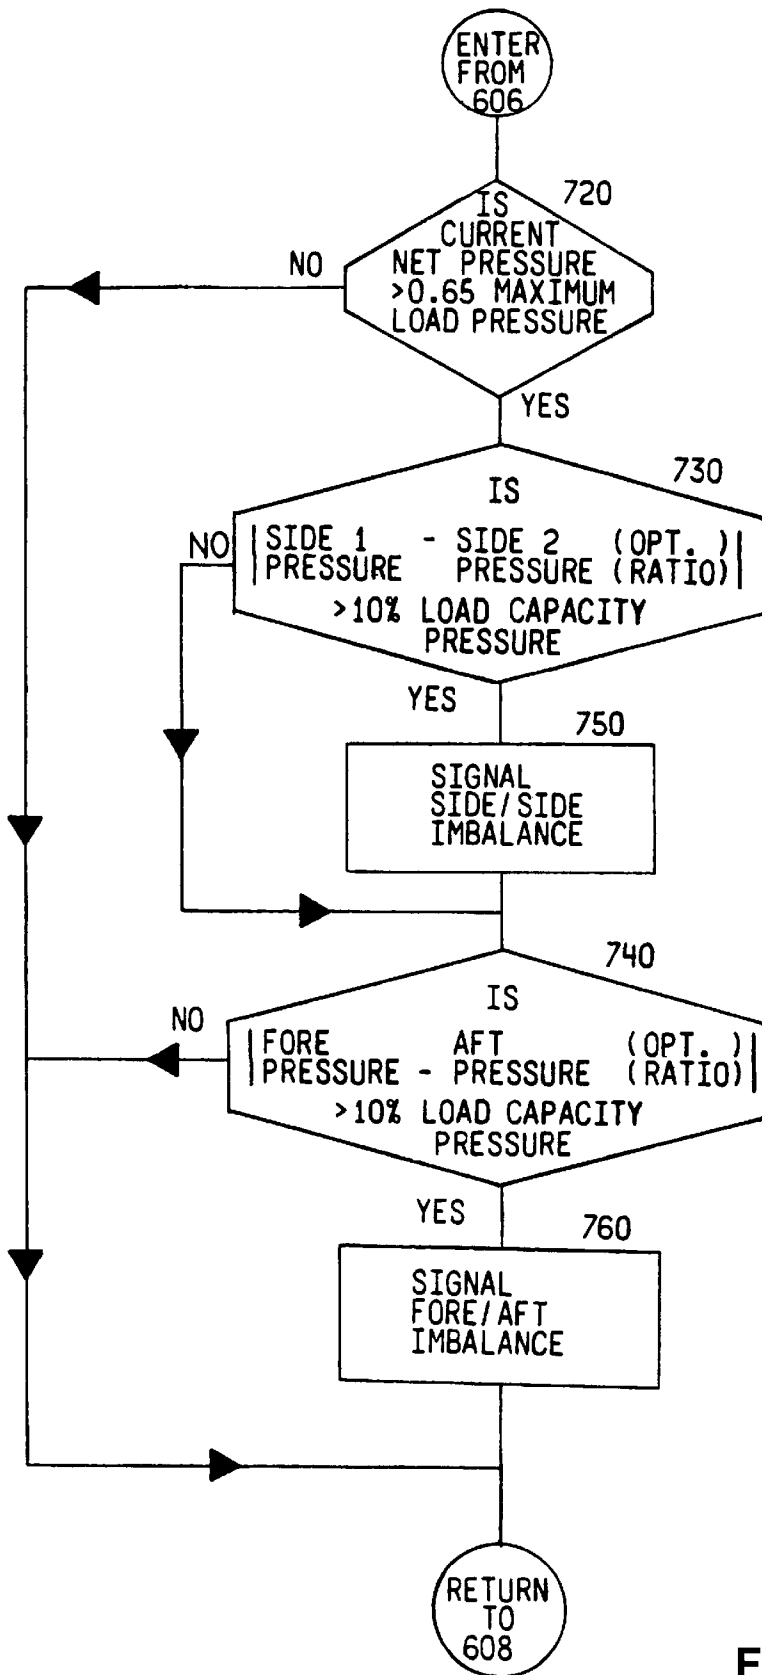 ENTER
FROM
606
720
IS
CURRENT
NET PRESSURE
>0.65 MAXIMUM
LOAD PRESSURE
NO
YES
730
IS
|SIDE 1 - SIDE 2 (OPT. )|
|PRESSURE PRESSURE (RATIO)|
>10% LOAD CAPACITY
PRESSURE
NO
YES
750
SIGNAL
SIDE/SIDE
IMBALANCE
740
IS
|FORE AFT (OPT. )|
|PRESSURE - PRESSURE (RATIO)|
>10% LOAD CAPACITY
PRESSURE
NO
YES
760
SIGNAL
FORE/AFT
IMBALANCE
RETURN
TO
608
F